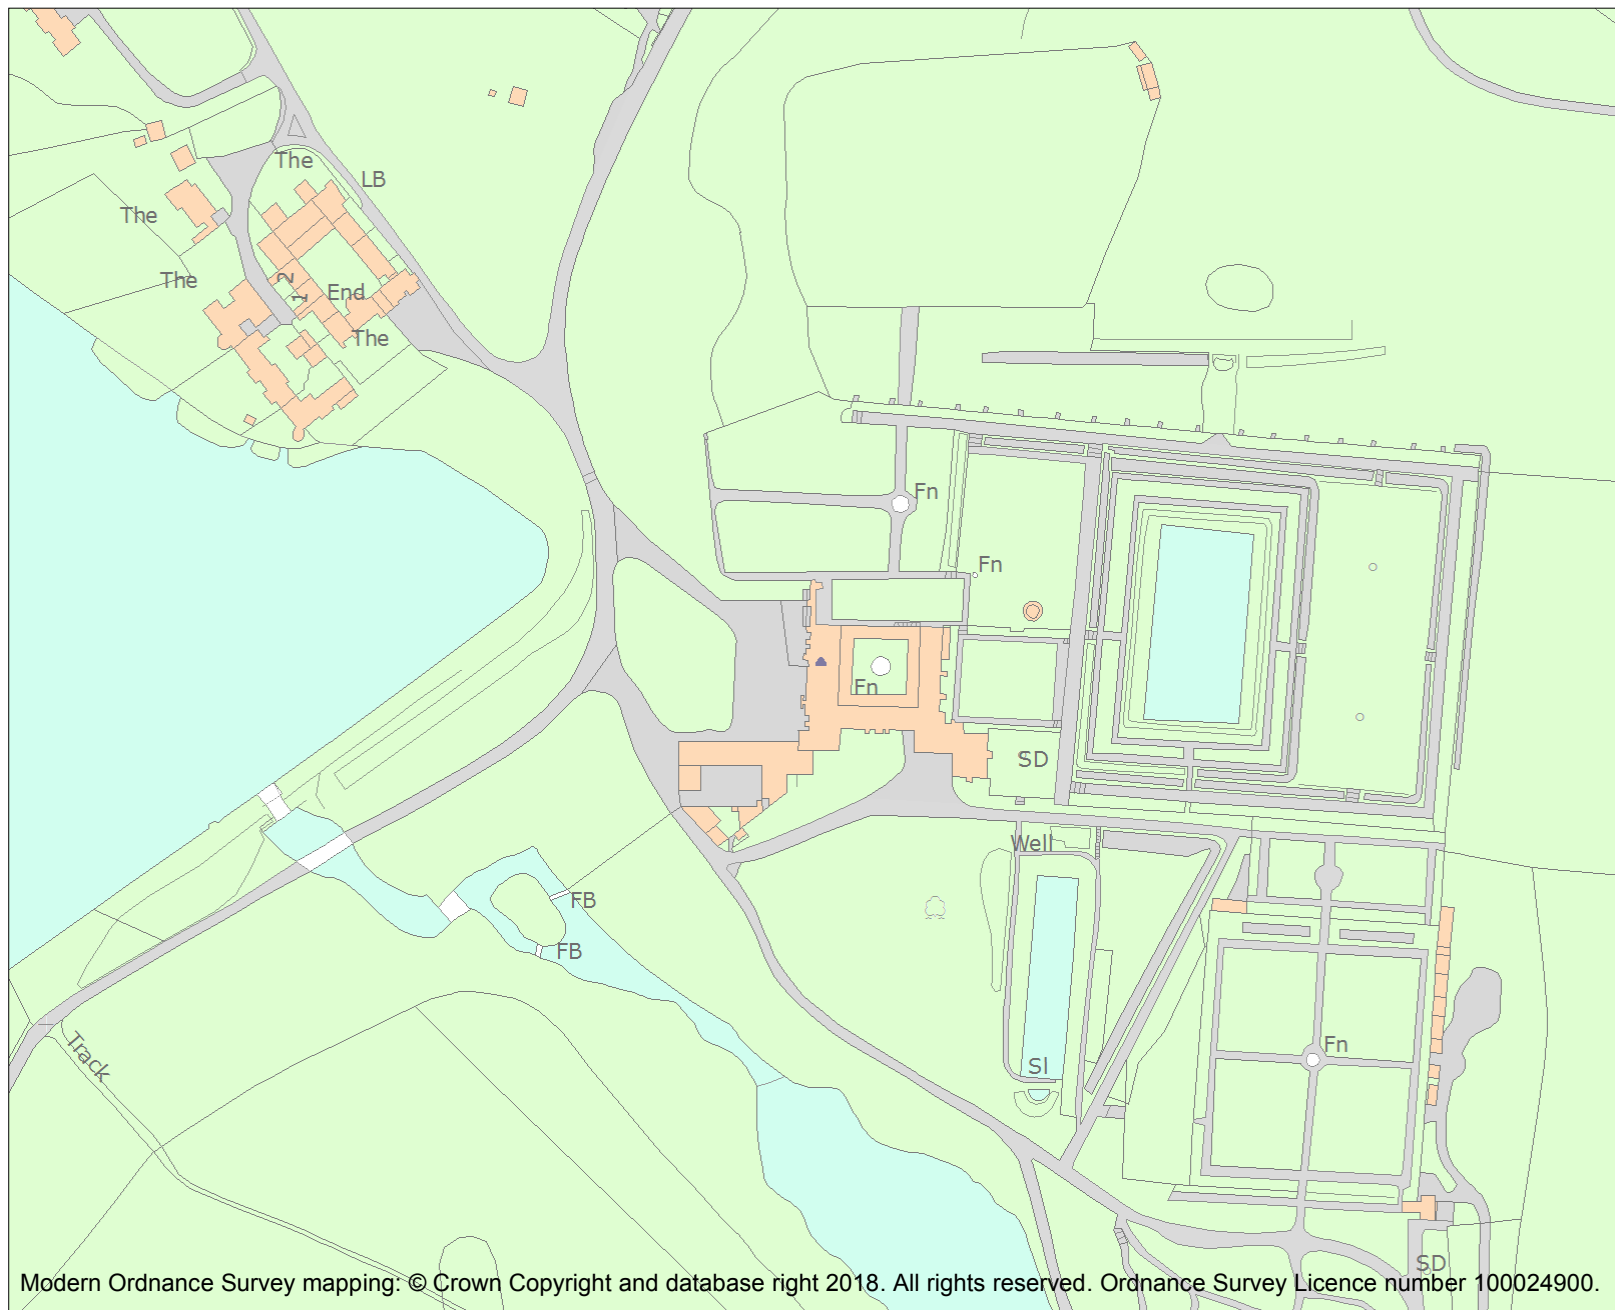 The
LB
The
The
2
1
End
The
Fn
Fn
Fn
SD
Well
FB
FB
Sl
Fn
Track
SD
Modern Ordnance Survey mapping: © Crown Copyright and database right 2018. All rights reserved. Ordnance Survey Licence number 100024900.